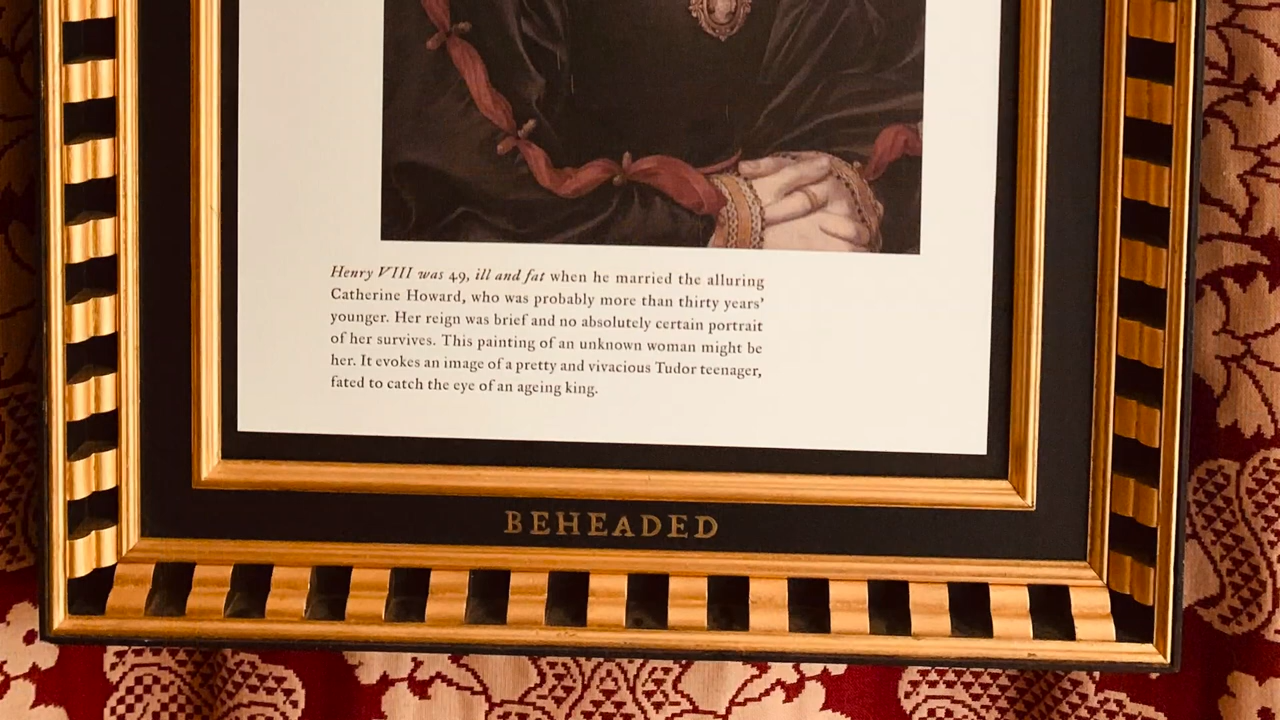 Henry VIII was 49, ill and fat when he married the alluring
Catherine Howard, who was probably more than thirty years'
younger. Her reign was brief and no absolutely certain portrait
of her survives. This painting of an unknown woman might be
her. It evokes an image of a pretty and vivacious Tudor teenager,
fated to catch the eye of an ageing king.
BEHEADED